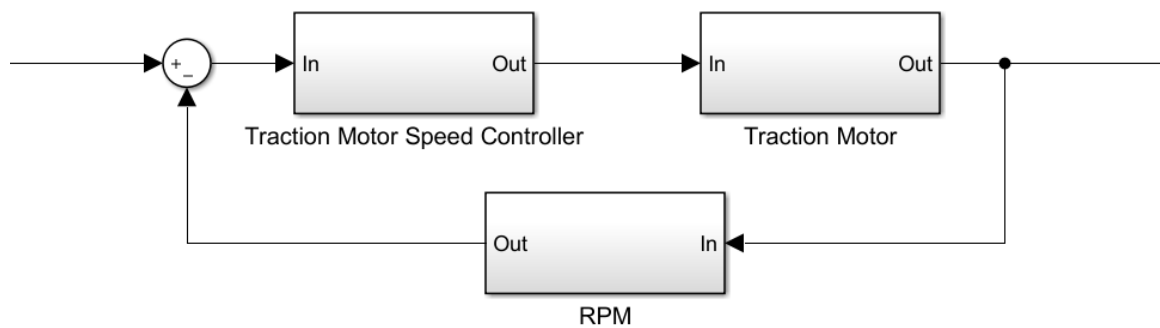 +
−
In
Out
In
Out
Traction Motor Speed Controller
Traction Motor
Out
In
RPM